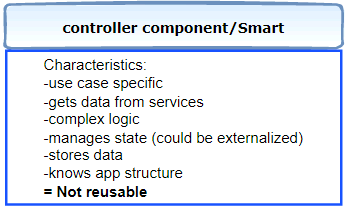 controller component/Smart
Characteristics:
-use case specific
-gets data from services
-complex logic
-manages state (could be externalized)
-stores data
-knows app structure
= Not reusable